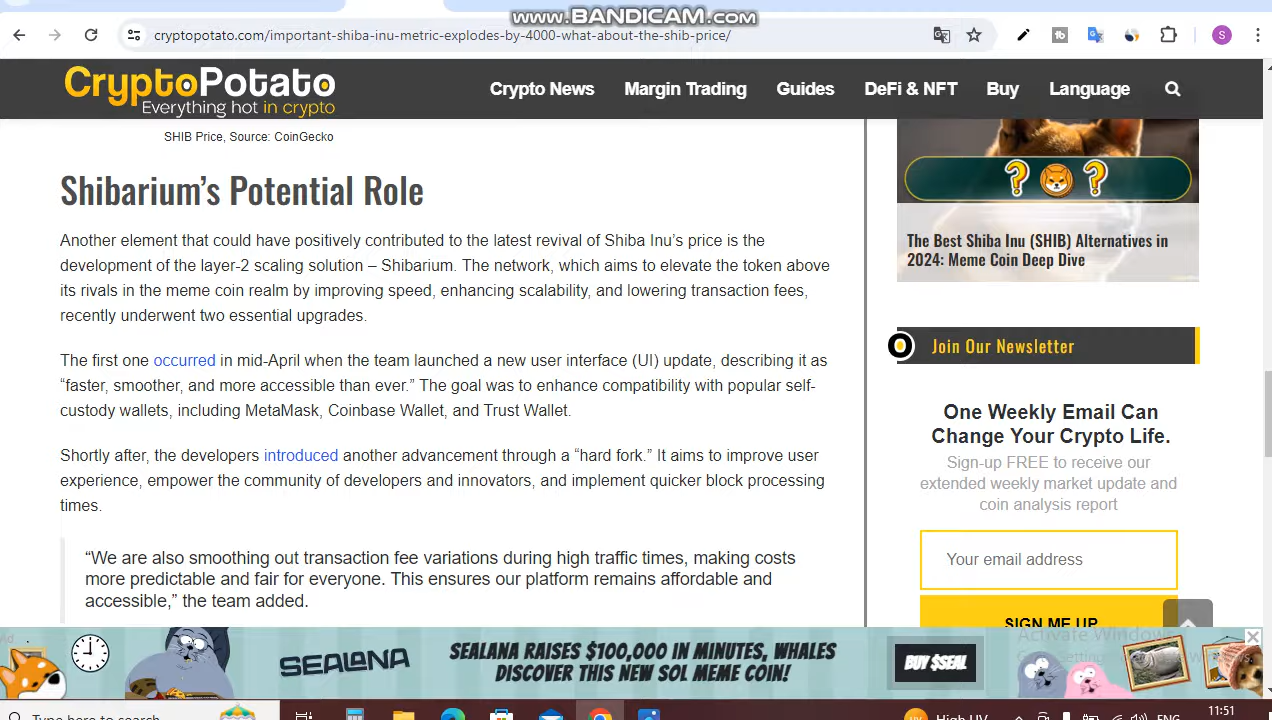 www.BANDICAM.com
cryptopotato.com/important-shiba-inu-metric-explodes-by-4000-what-about-the-shib-price/
S
CryptoPotato
Everything hot in crypto
Crypto News
Margin Trading
Guides
DeFi & NFT
Buy
Language
SHIB Price, Source: CoinGecko
Shibarium’s Potential Role
Another element that could have positively contributed to the latest revival of Shiba Inu’s price is the
development of the layer-2 scaling solution – Shibarium. The network, which aims to elevate the token above
its rivals in the meme coin realm by improving speed, enhancing scalability, and lowering transaction fees,
recently underwent two essential upgrades.
The first one occurred in mid-April when the team launched a new user interface (UI) update, describing it as
“faster, smoother, and more accessible than ever.” The goal was to enhance compatibility with popular self-
custody wallets, including MetaMask, Coinbase Wallet, and Trust Wallet.
Shortly after, the developers introduced another advancement through a “hard fork.” It aims to improve user
experience, empower the community of developers and innovators, and implement quicker block processing
times.
“We are also smoothing out transaction fee variations during high traffic times, making costs
more predictable and fair for everyone. This ensures our platform remains affordable and
accessible,” the team added.
? ?
The Best Shiba Inu (SHIB) Alternatives in
2024: Meme Coin Deep Dive
Join Our Newsletter
One Weekly Email Can
Change Your Crypto Life.
Sign-up FREE to receive our
extended weekly market update and
coin analysis report
Your email address
SIGN ME UP
Activate Windows
Ad
SEALANA
SEALANA RAISES $100,000 IN MINUTES, WHALES
DISCOVER THIS NEW SOL MEME COIN!
BUY $SEAL
Type here to search
High UV
ENG
11:51